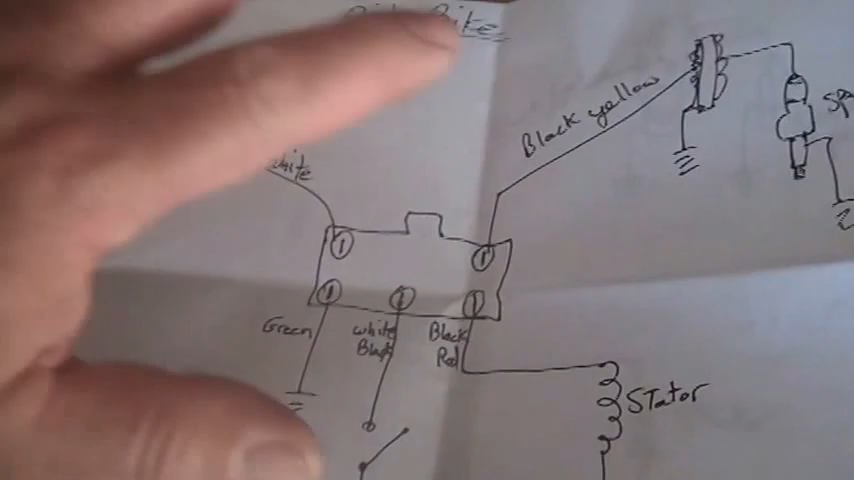 Bike
white
Black yellow
Green
white
Black
Black
Red
Stator